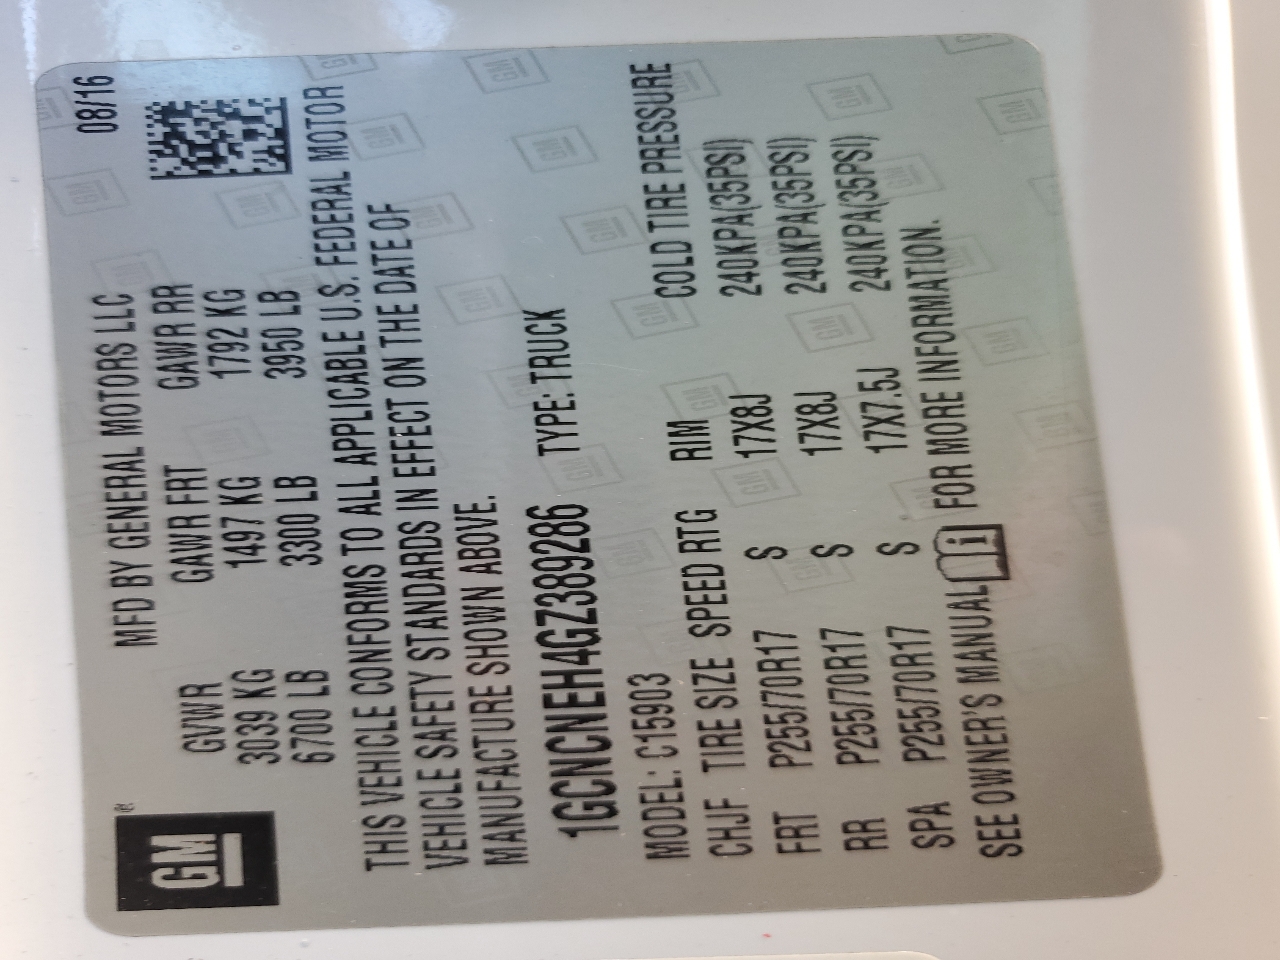 GM®
MFD BY GENERAL MOTORS LLC 08/16
GVWR GAWR FRT GAWR RR
3039 KG 1497 KG 1792 KG
6700 LB 3300 LB 3950 LB
THIS VEHICLE CONFORMS TO ALL APPLICABLE U.S. FEDERAL MOTOR
VEHICLE SAFETY STANDARDS IN EFFECT ON THE DATE OF
MANUFACTURE SHOWN ABOVE.
1GCNCNEH4GZ389286 TYPE: TRUCK
MODEL: C15903
CHJF TIRE SIZE SPEED RTG RIM COLD TIRE PRESSURE
FRT P255/70R17 S 17X8J 240KPA(35PSI)
RR P255/70R17 S 17X8J 240KPA(35PSI)
SPA P255/70R17 S 17X7.5J 240KPA(35PSI)
SEE OWNER'S MANUAL i FOR MORE INFORMATION.